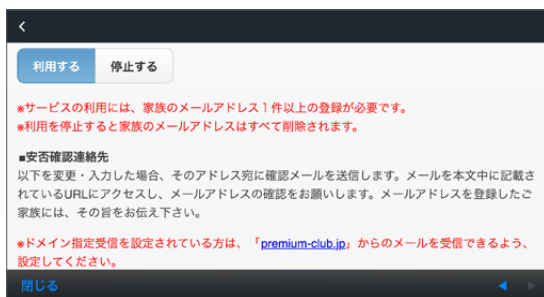 利用する 停止する
※サービスの利用には、家族のメールアドレス1件以上の登録が必要です。
※利用を停止すると家族のメールアドレスはすべて削除されます。
■安否確認連絡先
以下を変更・入力した場合、そのアドレス宛に確認メールを送信します。メールを本文中に記載さ
れているURLにアクセスし、メールアドレスの確認をお願いします。メールアドレスを登録したご
家族には、その旨をお伝え下さい。
※ドメイン指定受信を設定されている方は、「premium-club.jp」からのメールを受信できるよう、
設定してください。
閉じる